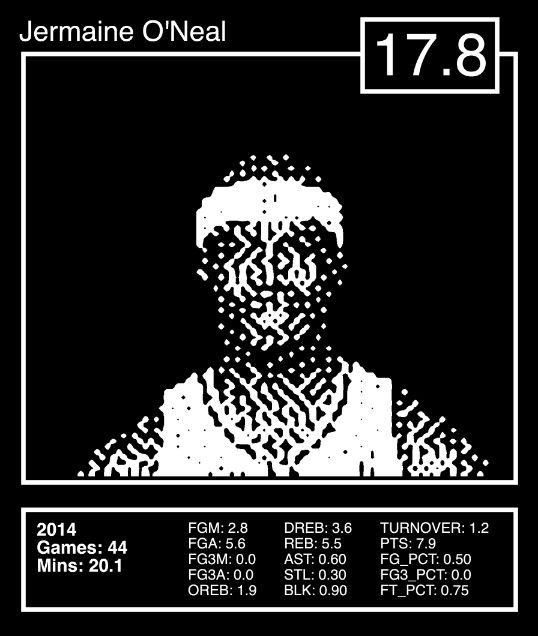 Jermaine O'Neal
17.8
2014
Games: 44
Mins: 20.1
FGM: 2.8
FGA: 5.6
FG3M: 0.0
FG3A: 0.0
OREB: 1.9
DREB: 3.6
REB: 5.5
AST: 0.60
STL: 0.30
BLK: 0.90
TURNOVER: 1.2
PTS: 7.9
FG_PCT: 0.50
FG3_PCT: 0.0
FT_PCT: 0.75